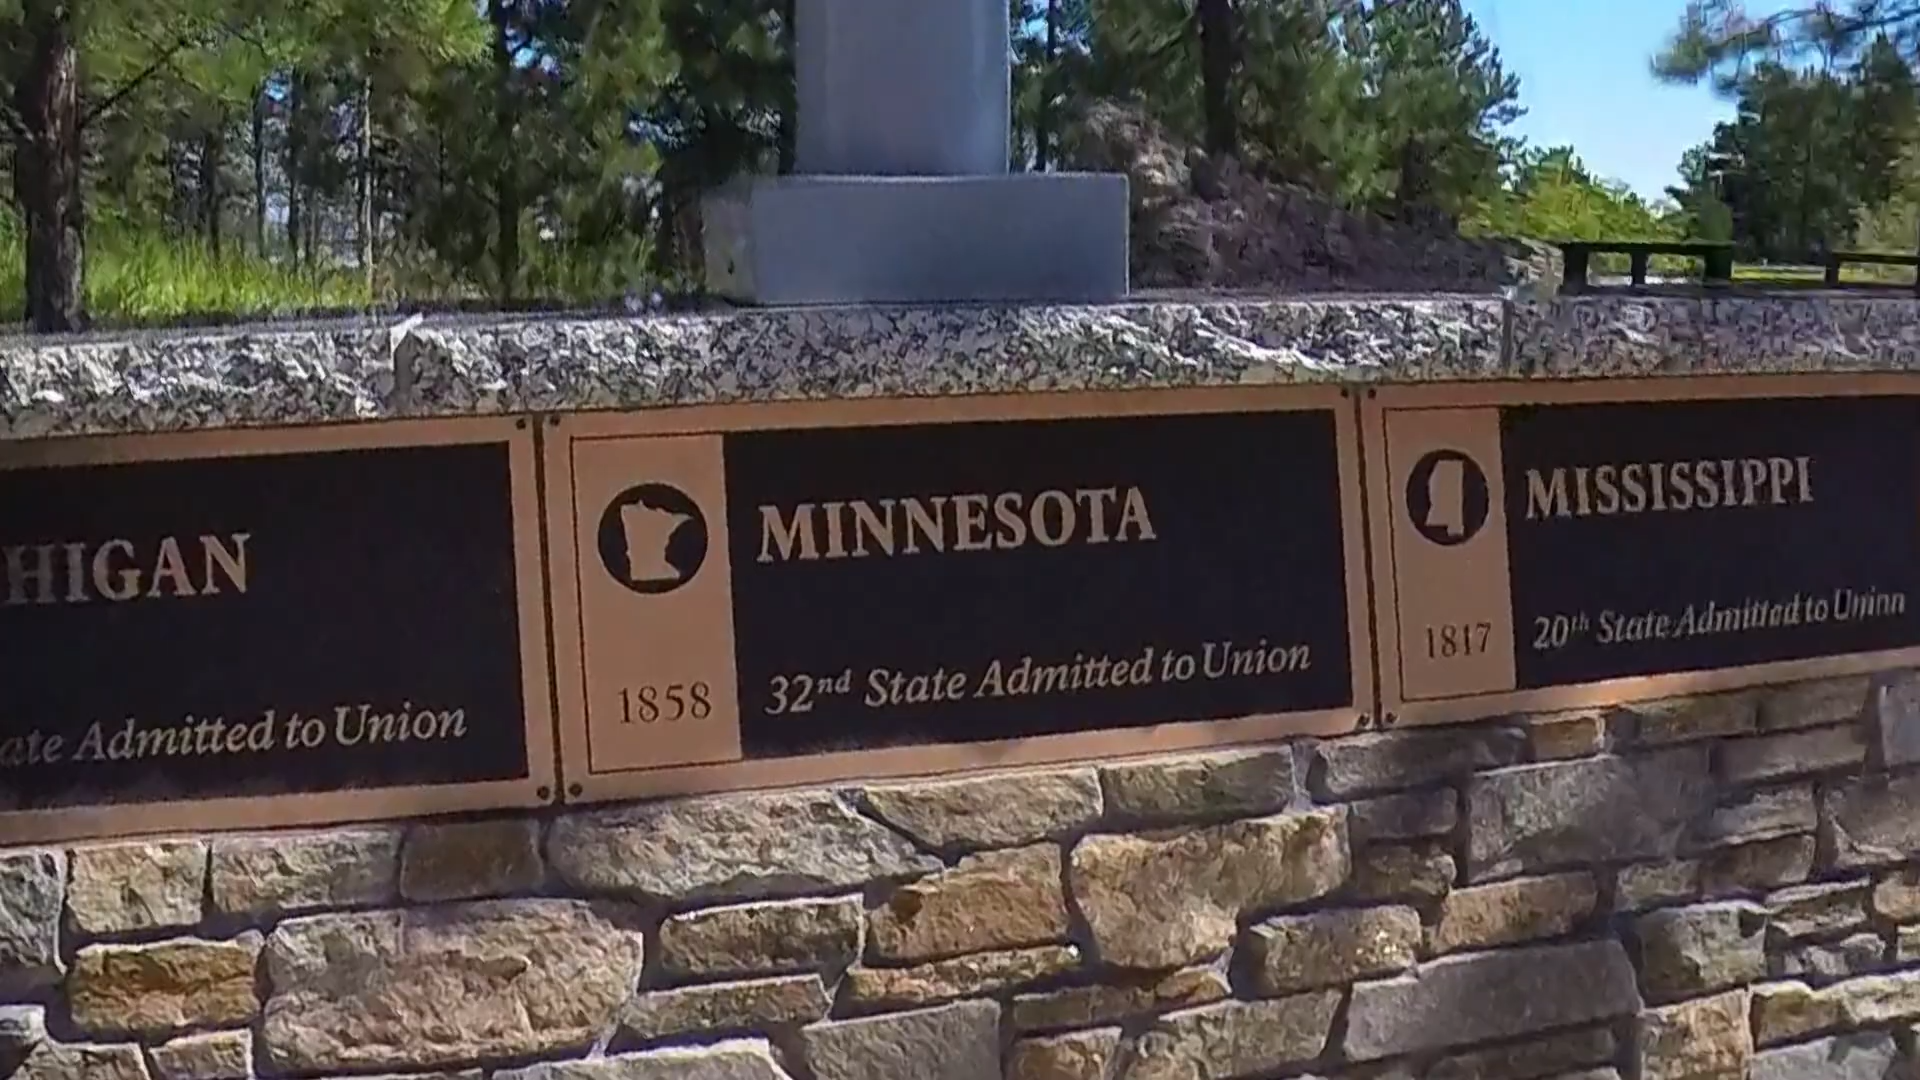 HIGAN
ate Admitted to Union
MINNESOTA
1858
32nd State Admitted to Union
MISSISSIPPI
1817
20th State Admitted to Union